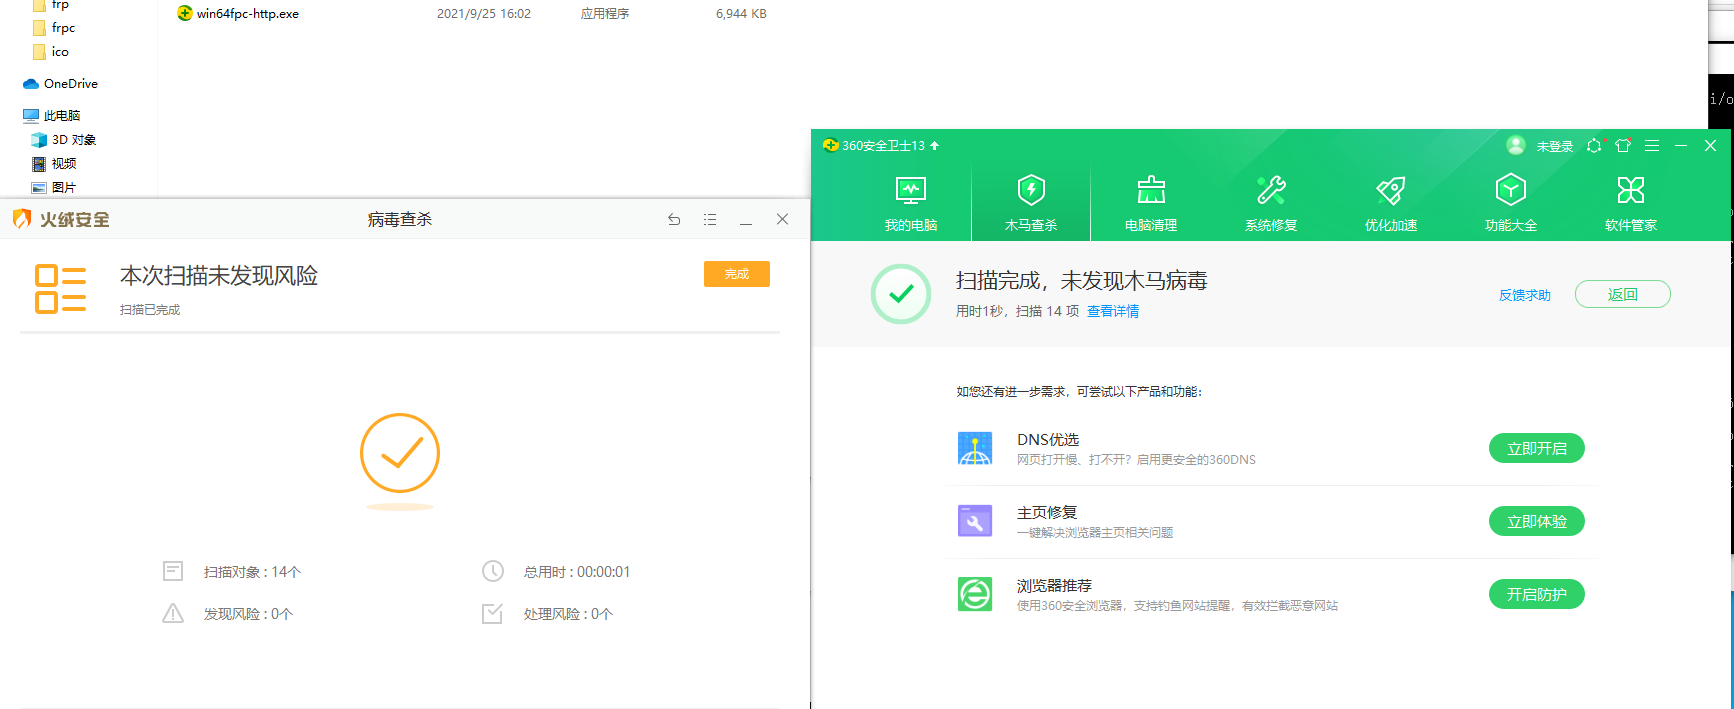 frp
win64fpc-http.exe 2021/9/25 16:02 应用程序 6,944 KB
frpc
ico
OneDrive
此电脑
3D 对象
视频
图片
i/o
火绒安全 病毒查杀
本次扫描未发现风险
完成
扫描已完成
扫描对象 : 14个
总用时 : 00:00:01
发现风险 : 0个
处理风险 : 0个
360安全卫士13
未登录
我的电脑 木马查杀 电脑清理 系统修复 优化加速 功能大全 软件管家
扫描完成，未发现木马病毒
用时1秒，扫描 14 项 查看详情
反馈求助
返回
如您还有进一步需求，可尝试以下产品和功能：
DNS优选
网页打开慢、打不开？启用更安全的360DNS
立即开启
主页修复
一键解决浏览器主页相关问题
立即体验
浏览器推荐
使用360安全浏览器，支持钓鱼网站提醒，有效拦截恶意网站
开启防护